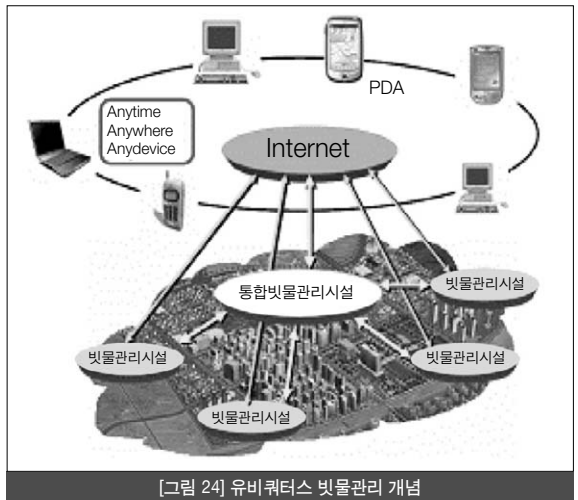 PDA
Anytime
Anywhere
Anydevice
Internet
통합빗물관리시설
빗물관리시설
빗물관리시설
빗물관리시설
빗물관리시설
[그림 24] 유비쿼터스 빗물관리 개념